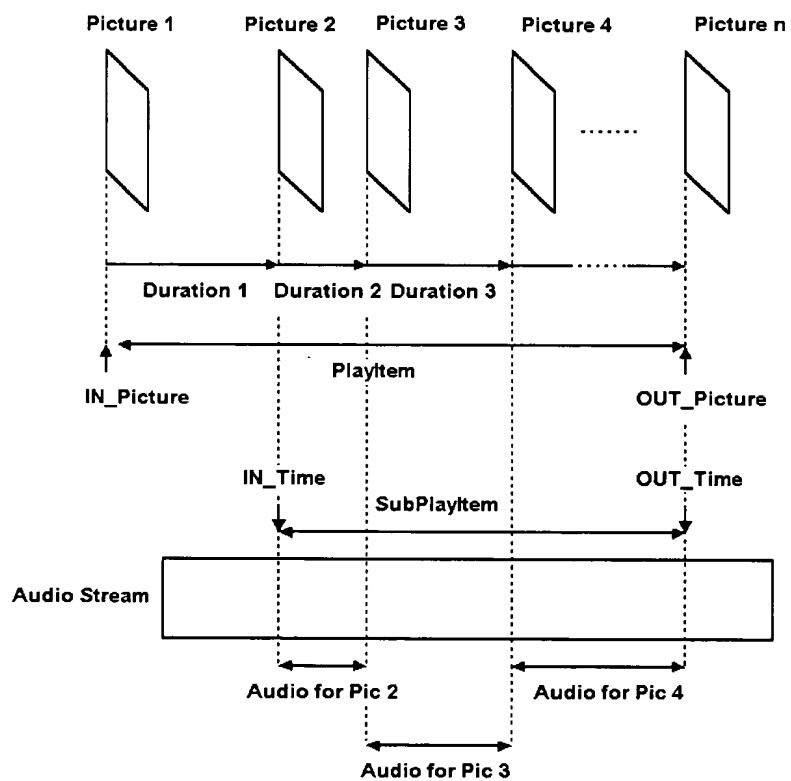 Picture 1 Picture 2 Picture 3 Picture 4 Picture n
Duration 1 Duration 2 Duration 3
PlayItem
IN_Picture OUT_Picture
IN_Time OUT_Time
SubPlayItem
Audio Stream
Audio for Pic 2 Audio for Pic 4
Audio for Pic 3